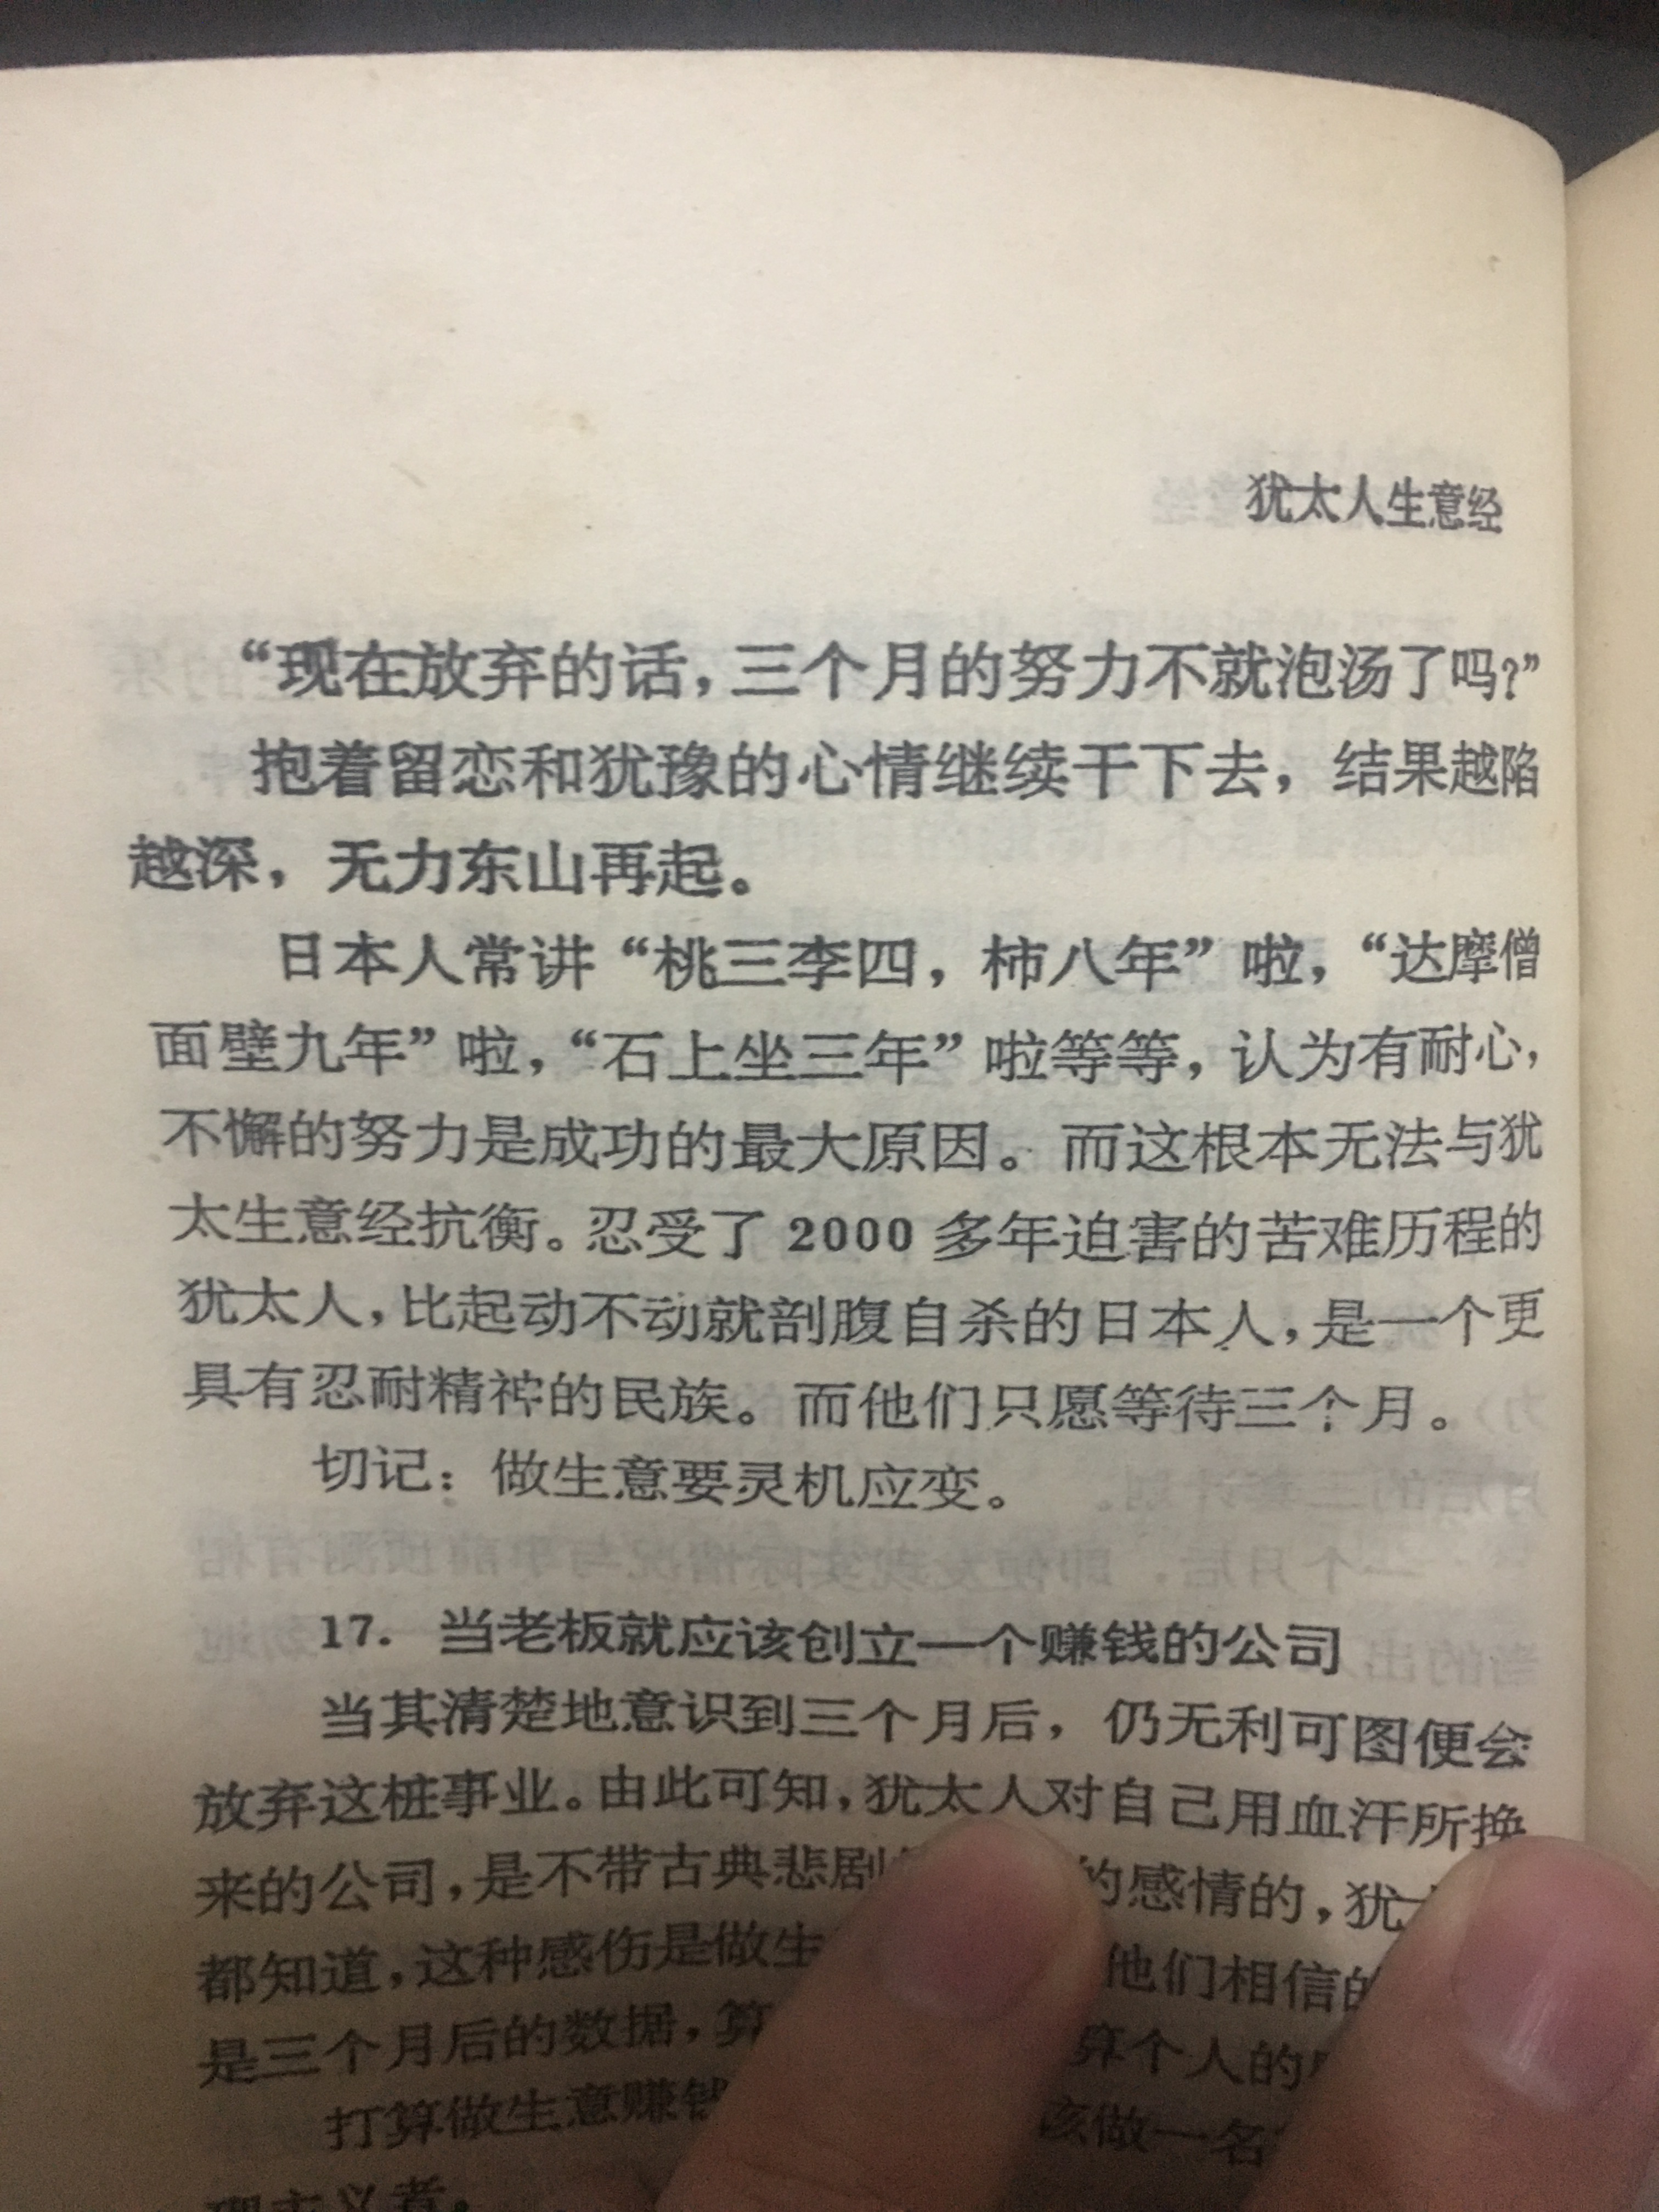 犹太人生意经
“现在放弃的话，三个月的努力不就泡汤了吗？”
抱着留恋和犹豫的心情继续干下去，结果越陷
越深，无力东山再起。
日本人常讲“桃三李四，柿八年”啦，“达摩僧
面壁九年”啦，“石上坐三年”啦等等，认为有耐心，
不懈的努力是成功的最大原因。而这根本无法与犹
太生意经抗衡。忍受了2000多年迫害的苦难历程的
犹太人，比起动不动就剖腹自杀的日本人，是一个更
具有忍耐精神的民族。而他们只愿等待三个月。
切记：做生意要灵机应变。
17. 当老板就应该创立一个赚钱的公司
当其清楚地意识到三个月后，仍无利可图便会
放弃这桩事业。由此可知，犹太人对自己用血汗所换
来的公司，是不带古典悲剧的感情的，犹
都知道，这种感伤是做生他们相信的
是三个月后的数据，算算个人的
打算做生意赚钱该做一名
理主义者。